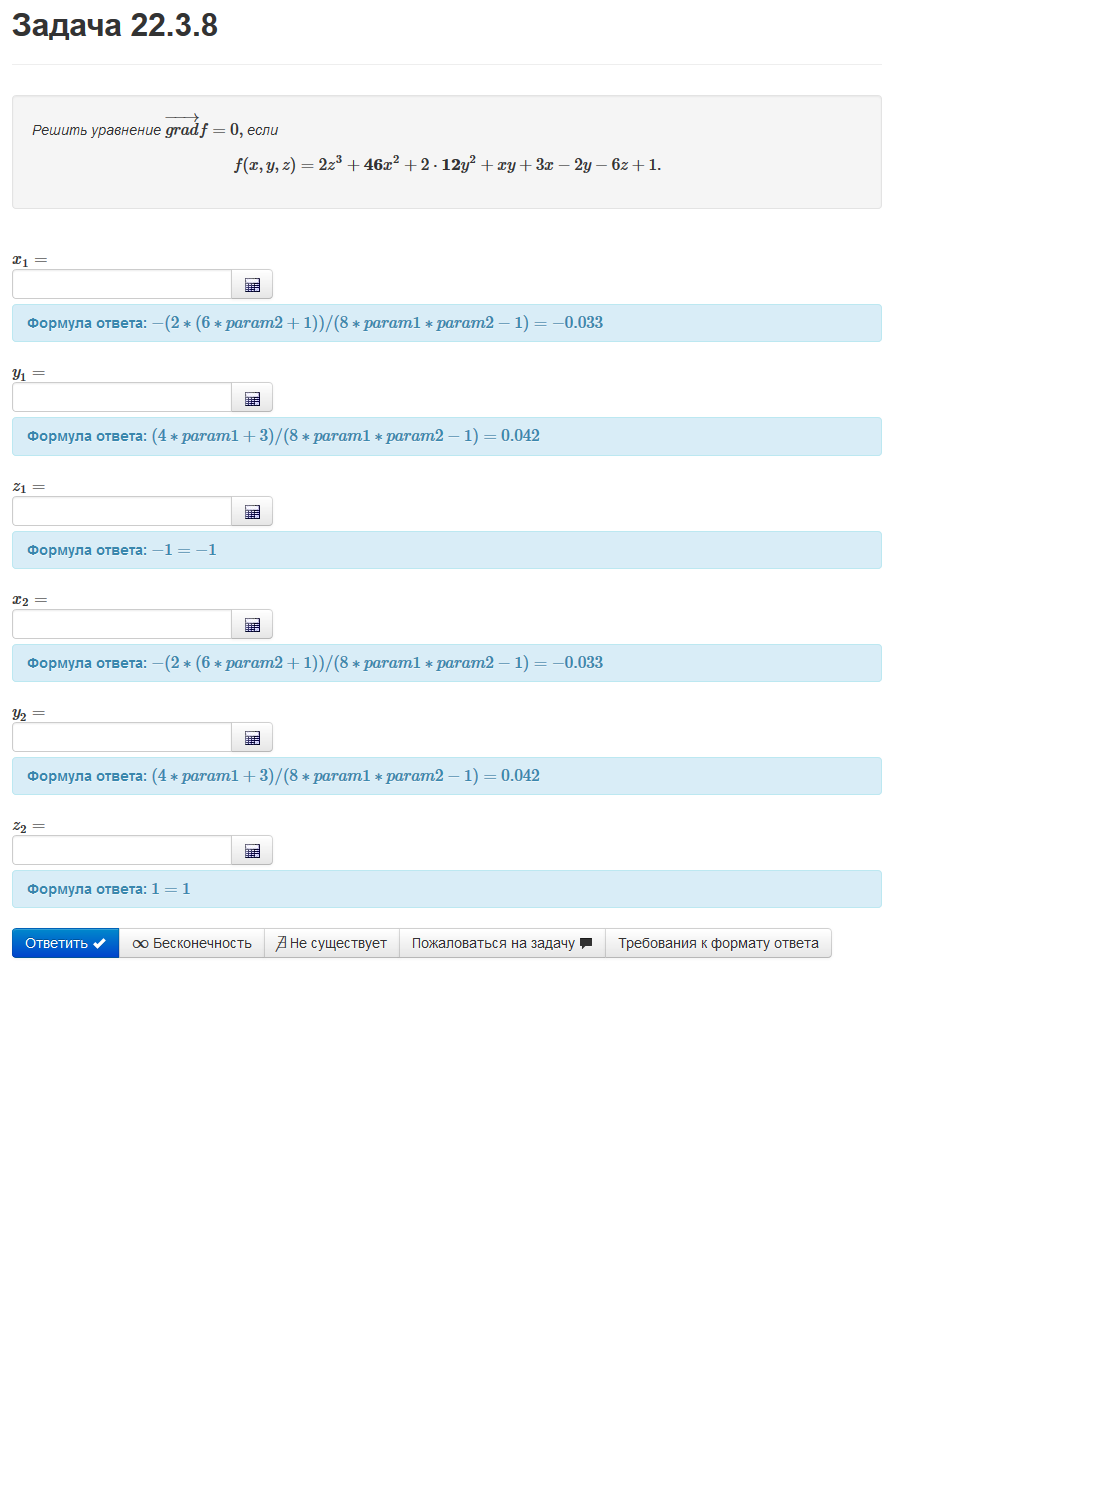 Задача 22.3.8
Решить уравнение $\overrightarrow{grad} f = 0$, если
$f(x, y, z) = 2z^3 + \mathbf{46}x^2 + 2 \cdot \mathbf{12}y^2 + xy + 3x - 2y - 6z + 1.$
$x_1 =$
Формула ответа: $-(2 * (6 * param2 + 1))/(8 * param1 * param2 - 1) = -0.033$
$y_1 =$
Формула ответа: $(4 * param1 + 3)/(8 * param1 * param2 - 1) = 0.042$
$z_1 =$
Формула ответа: $-1 = -1$
$x_2 =$
Формула ответа: $-(2 * (6 * param2 + 1))/(8 * param1 * param2 - 1) = -0.033$
$y_2 =$
Формула ответа: $(4 * param1 + 3)/(8 * param1 * param2 - 1) = 0.042$
$z_2 =$
Формула ответа: $1 = 1$
Ответить ✔ ∞ Бесконечность ∄ Не существует Пожаловаться на задачу Требования к формату ответа